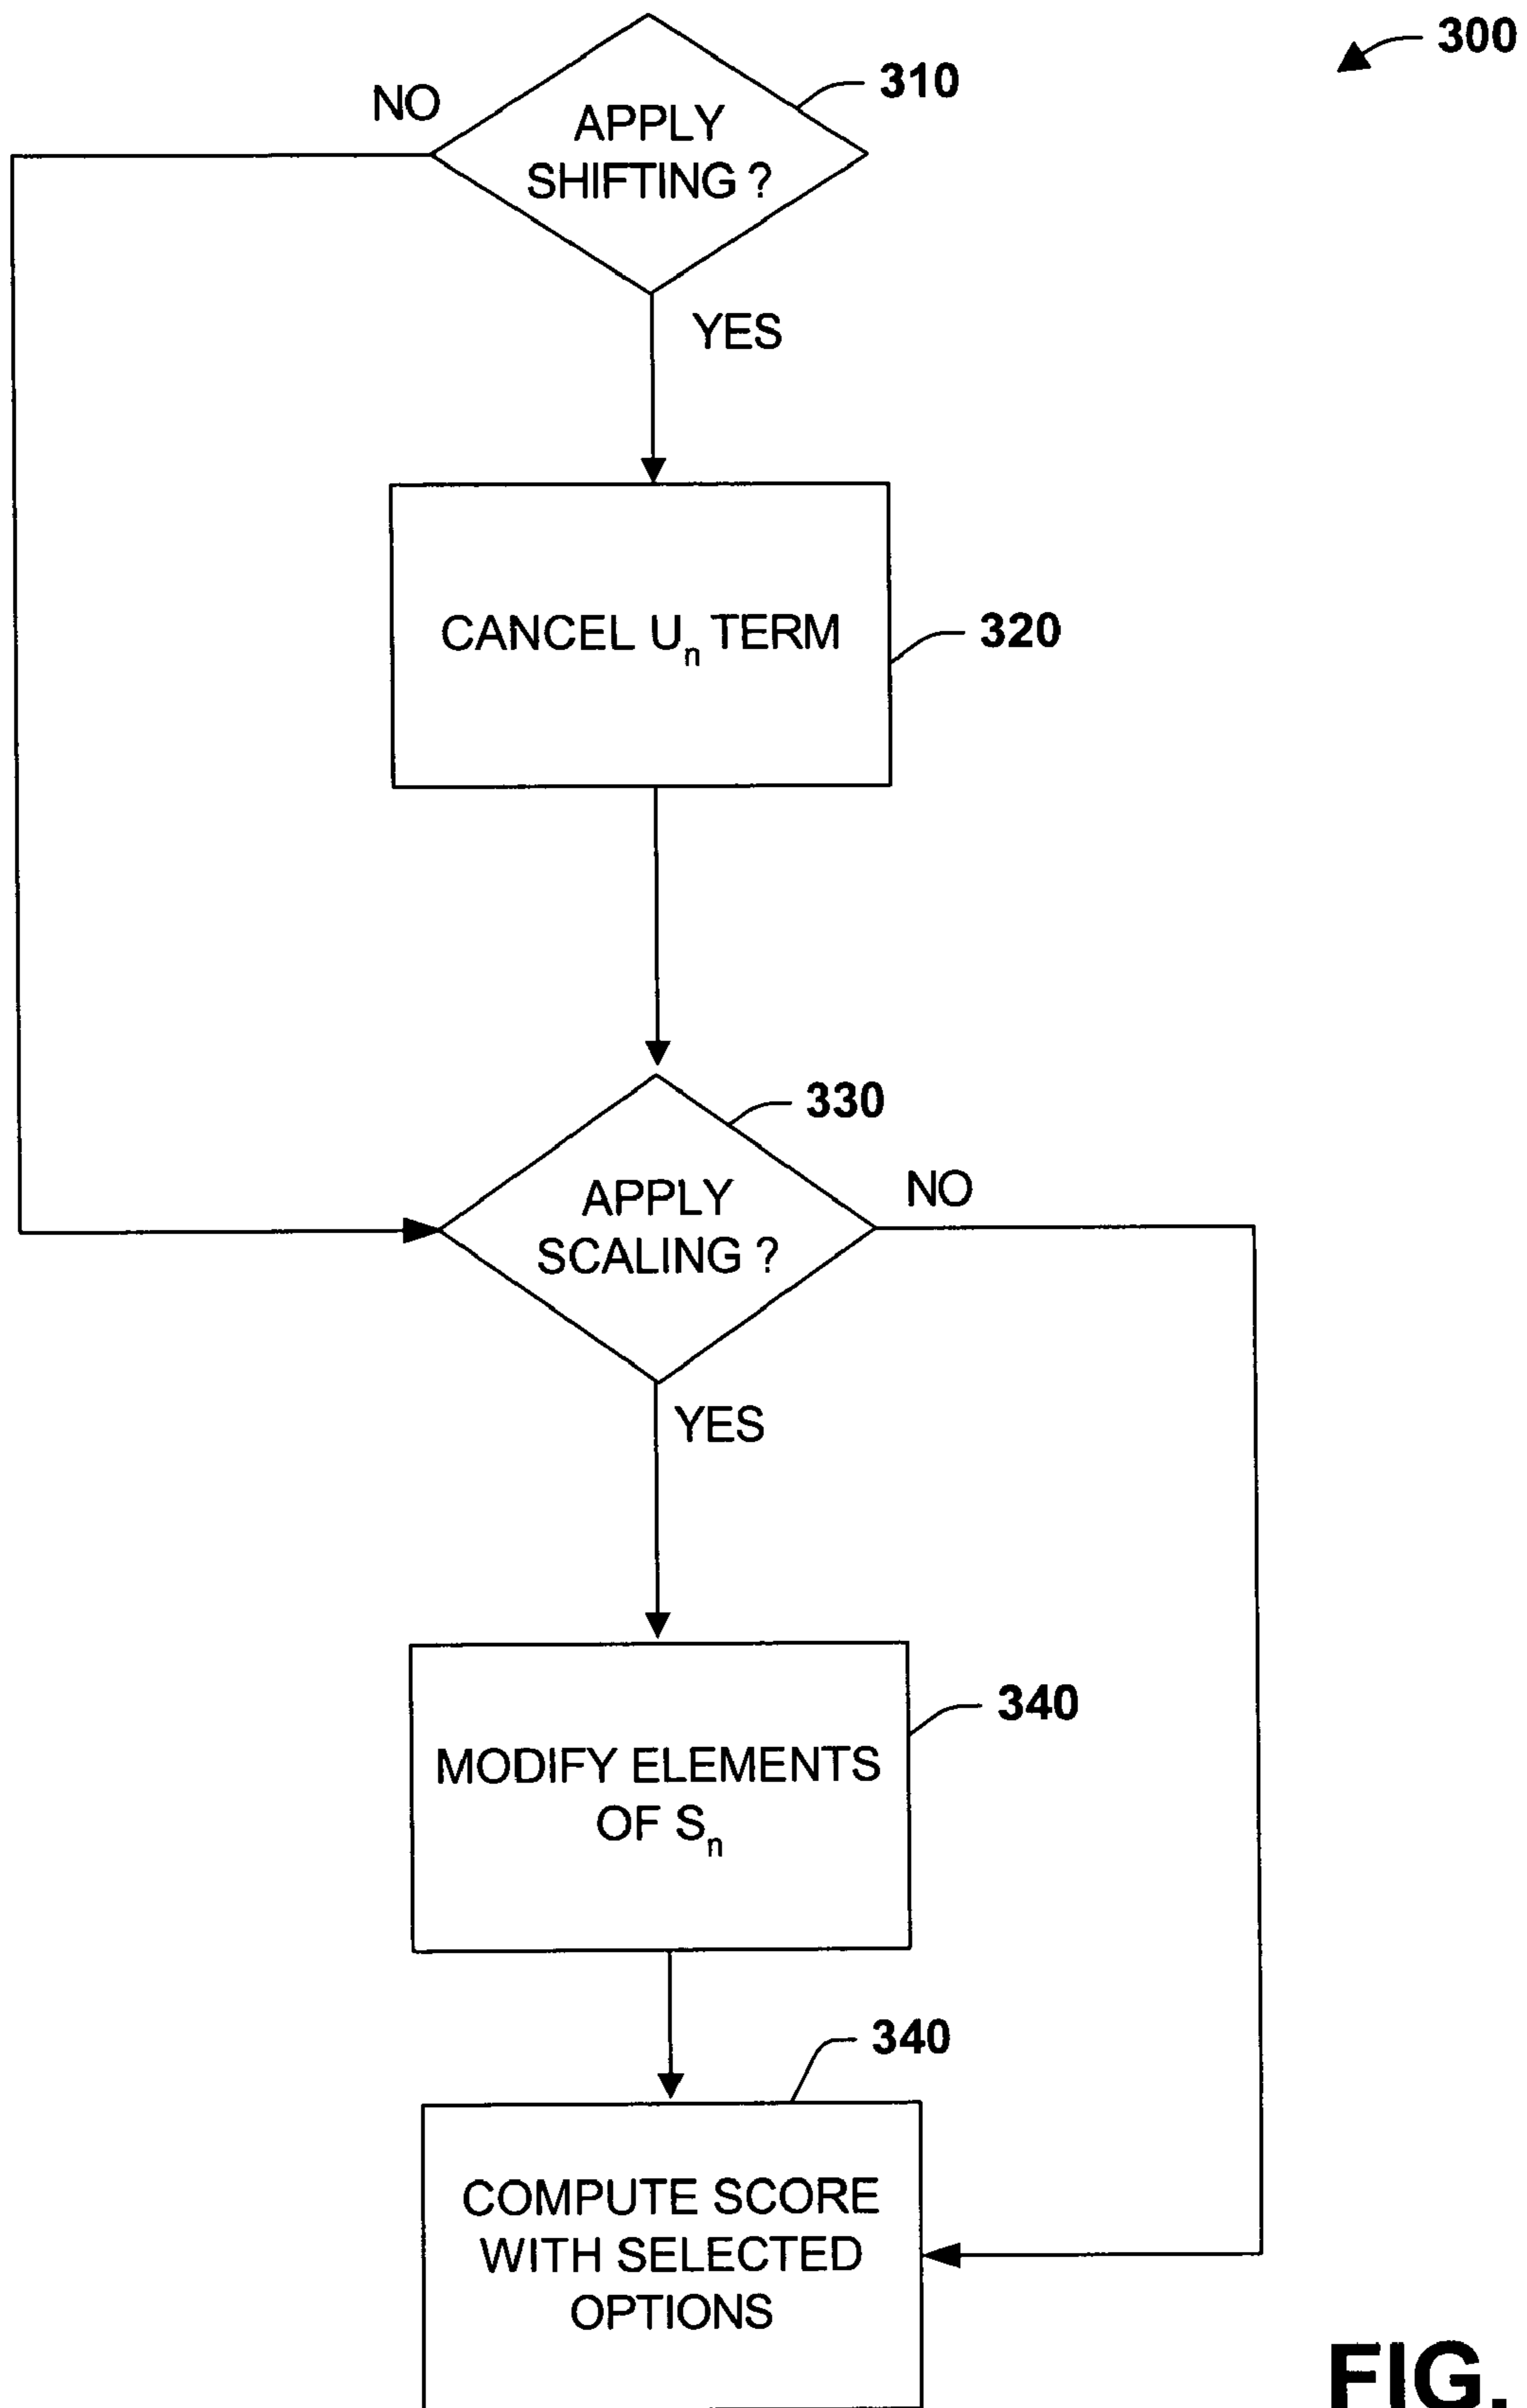 300
310
NO
APPLY
SHIFTING ?
YES
CANCEL Un TERM
320
330
APPLY
SCALING ?
NO
YES
340
MODIFY ELEMENTS
OF Sn
340
COMPUTE SCORE
WITH SELECTED
OPTIONS
FIG.